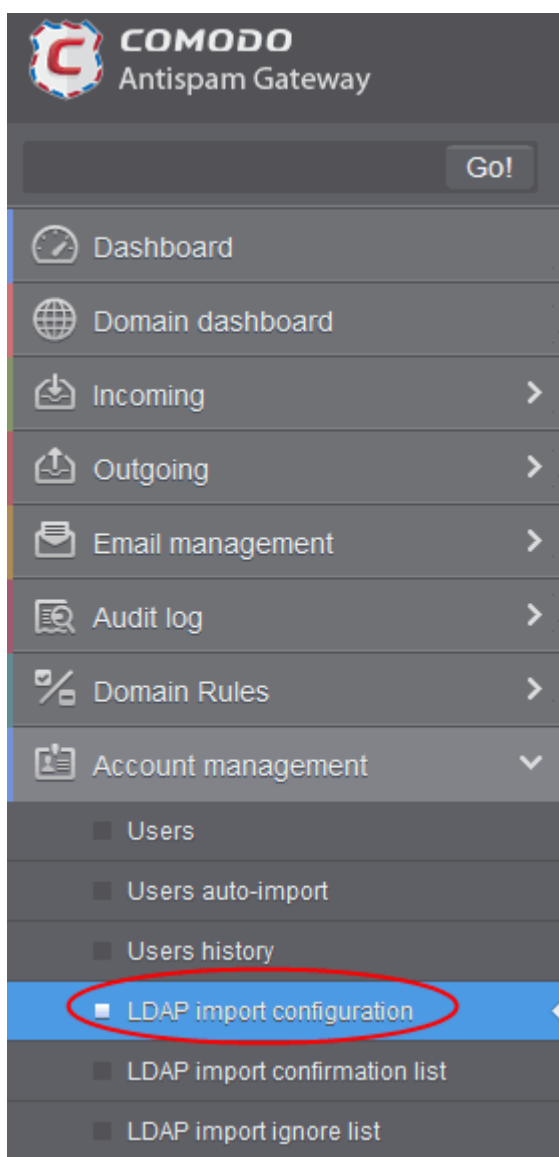 C
COMODO
Antispam Gateway
Go!
Dashboard
Domain dashboard
Incoming
Outgoing
Email management
Audit log
Domain Rules
Account management
Users
Users auto-import
Users history
LDAP import configuration
LDAP import confirmation list
LDAP import ignore list